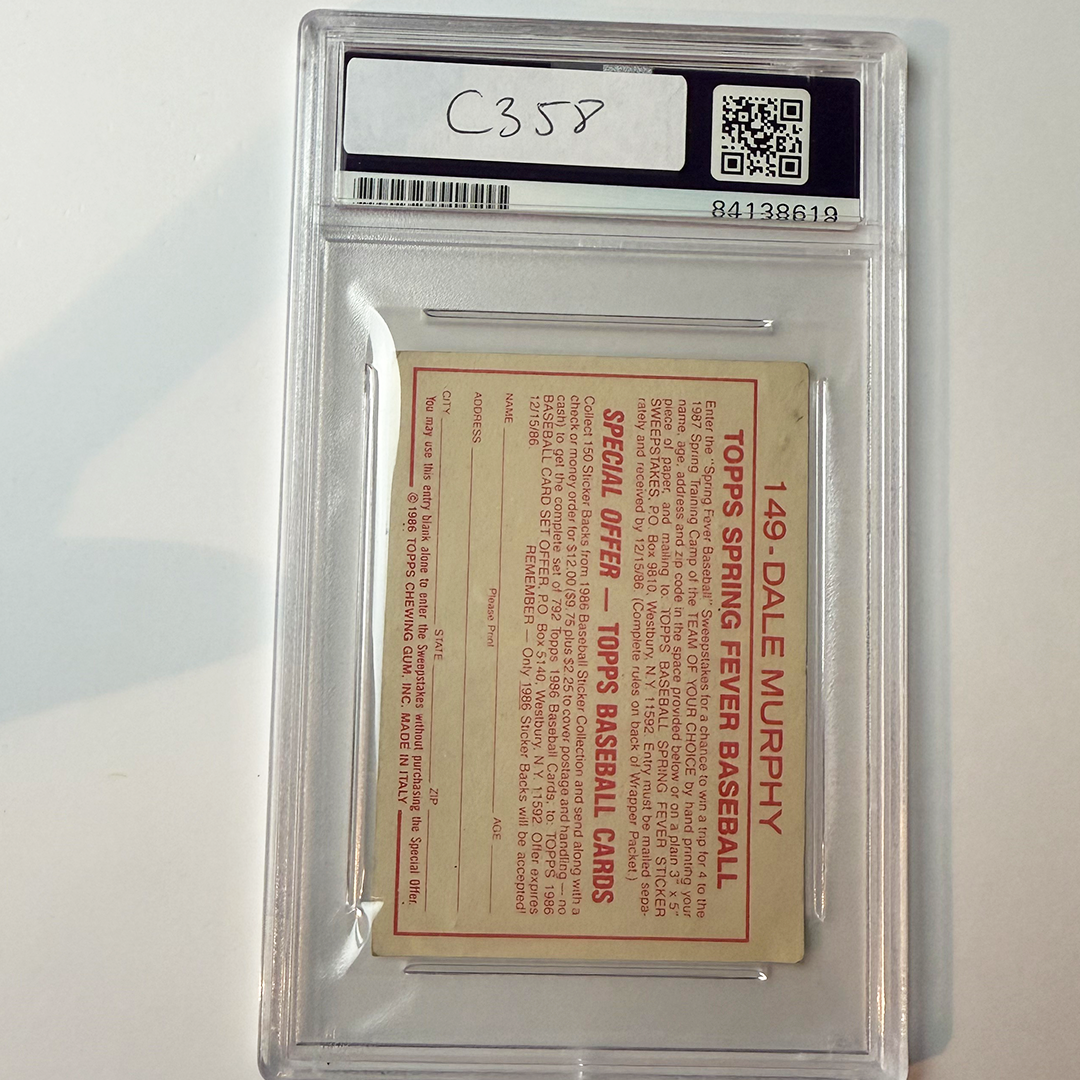 C358
84138619
149-DALE MURPHY
TOPPS SPRING FEVER BASEBALL
Enter the "Spring Fever Baseball" Sweepstakes for a chance to win a trip for 4 to the
1987 Spring Training Camp of the TEAM OF YOUR CHOICE by hand printing your
name, age, address and zip code in the space provided below or on a plain 3" x 5"
piece of paper, and mailing to: TOPPS BASEBALL SPRING FEVER STICKER
SWEEPSTAKES, P.O. Box 9810, Westbury, N.Y. 11592. Entry must be mailed sepa-
rately and received by 12/15/86. (Complete rules on back of Wrapper Packet.)
SPECIAL OFFER — TOPPS BASEBALL CARDS
Collect 150 Sticker Backs from 1986 Baseball Sticker Collection and send along with a
check or money order for $12.00 ($9.75 plus $2.25 to cover postage and handling — no
cash) to get the complete set of 792 Topps 1986 Baseball Cards, to: TOPPS 1986
BASEBALL CARD SET OFFER, P.O. Box 5140, Westbury, N.Y. 11592. Offer expires
12/15/86. REMEMBER — Only 1986 Sticker Backs will be accepted!
NAME AGE
Please Print
ADDRESS
CITY STATE ZIP
You may use this entry blank alone to enter the Sweepstakes without purchasing the Special Offer.
©1986 TOPPS CHEWING GUM, INC. MADE IN ITALY